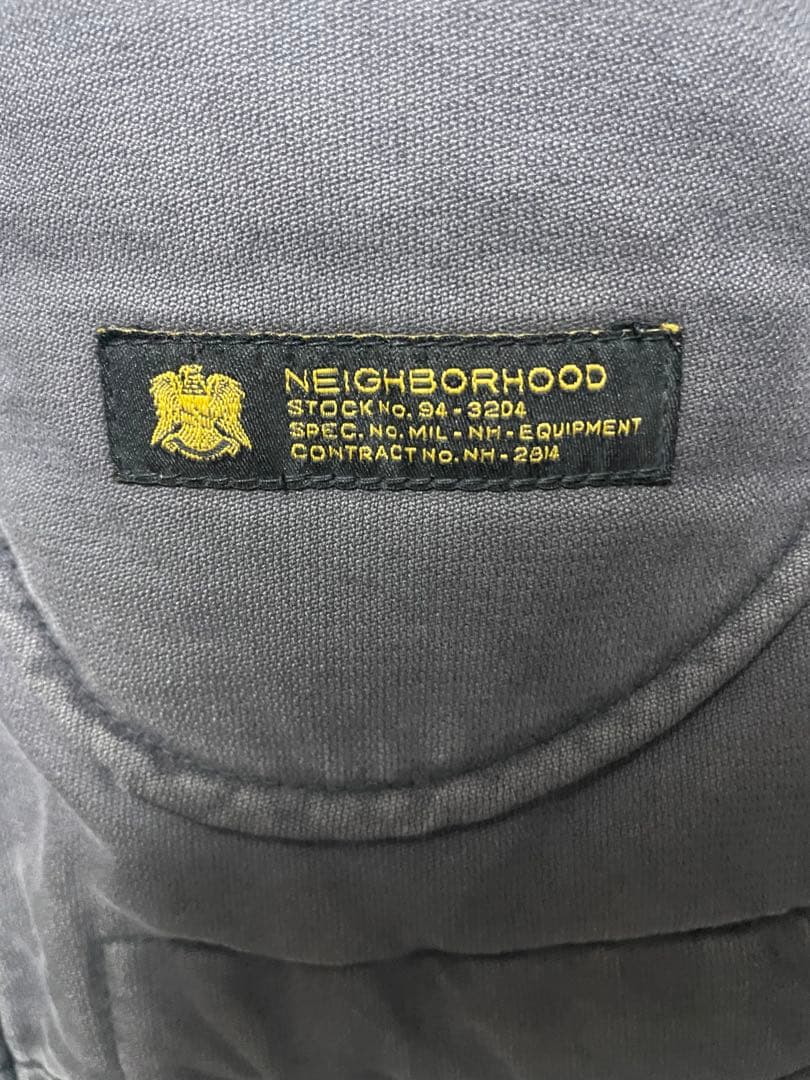 NEIGHBORHOOD
STOCK No. 94-3204
SPEC. No. MIL-NH-EQUIPMENT
CONTRACT No. NH-2814